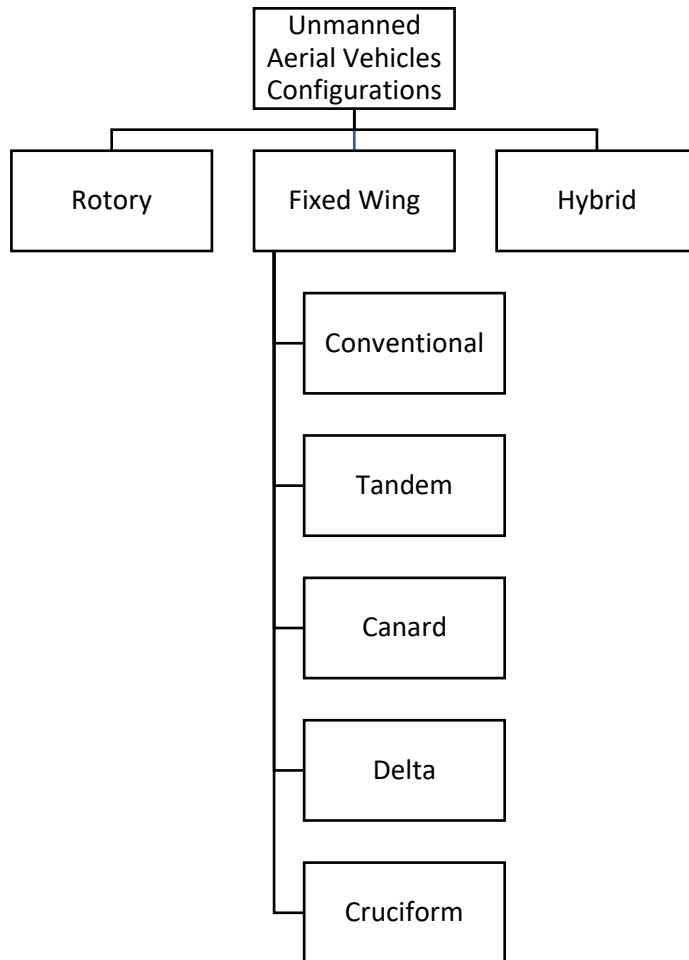 Unmanned
Aerial Vehicles
Configurations
Rotory
Fixed Wing
Hybrid
Conventional
Tandem
Canard
Delta
Cruciform